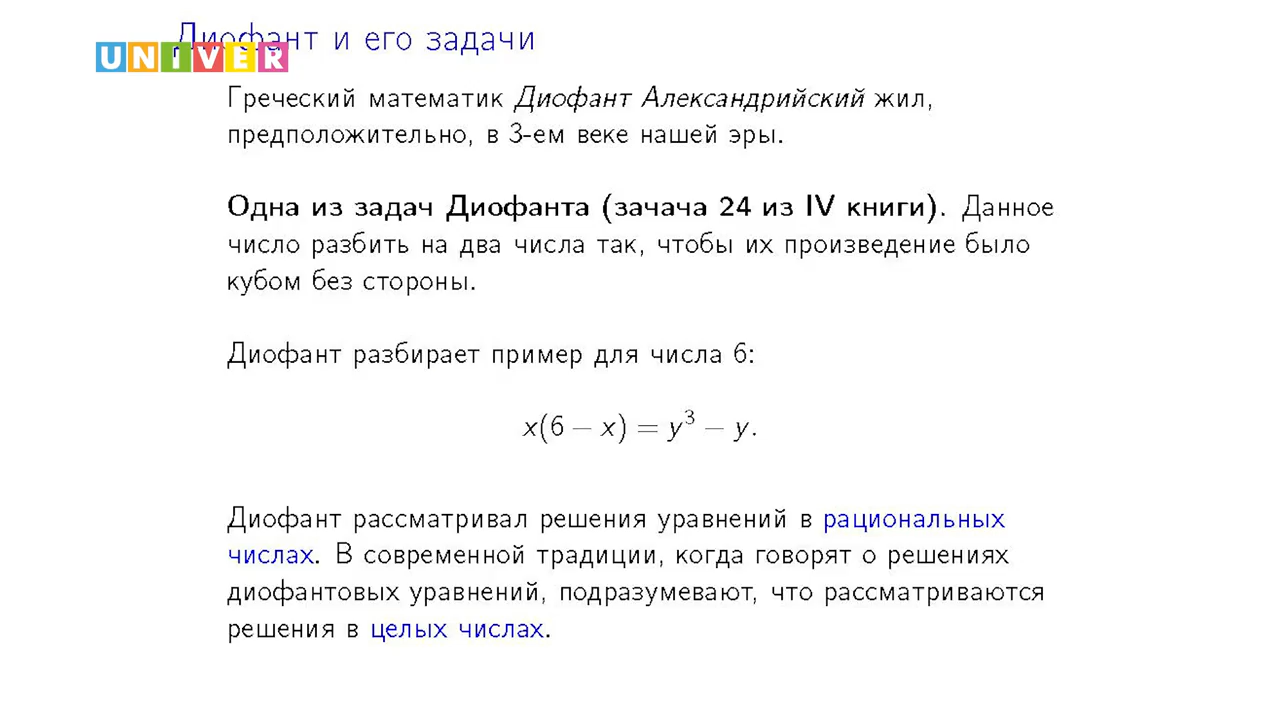 Диофант и его задачи
UNIVER
Греческий математик Диофант Александрийский жил,
предположительно, в 3-ем веке нашей эры.
Одна из задач Диофанта (зачача 24 из IV книги). Данное
число разбить на два числа так, чтобы их произведение было
кубом без стороны.
Диофант разбирает пример для числа 6:
x(6 − x) = y³ − y.
Диофант рассматривал решения уравнений в рациональных
числах. В современной традиции, когда говорят о решениях
диофантовых уравнений, подразумевают, что рассматриваются
решения в целых числах.